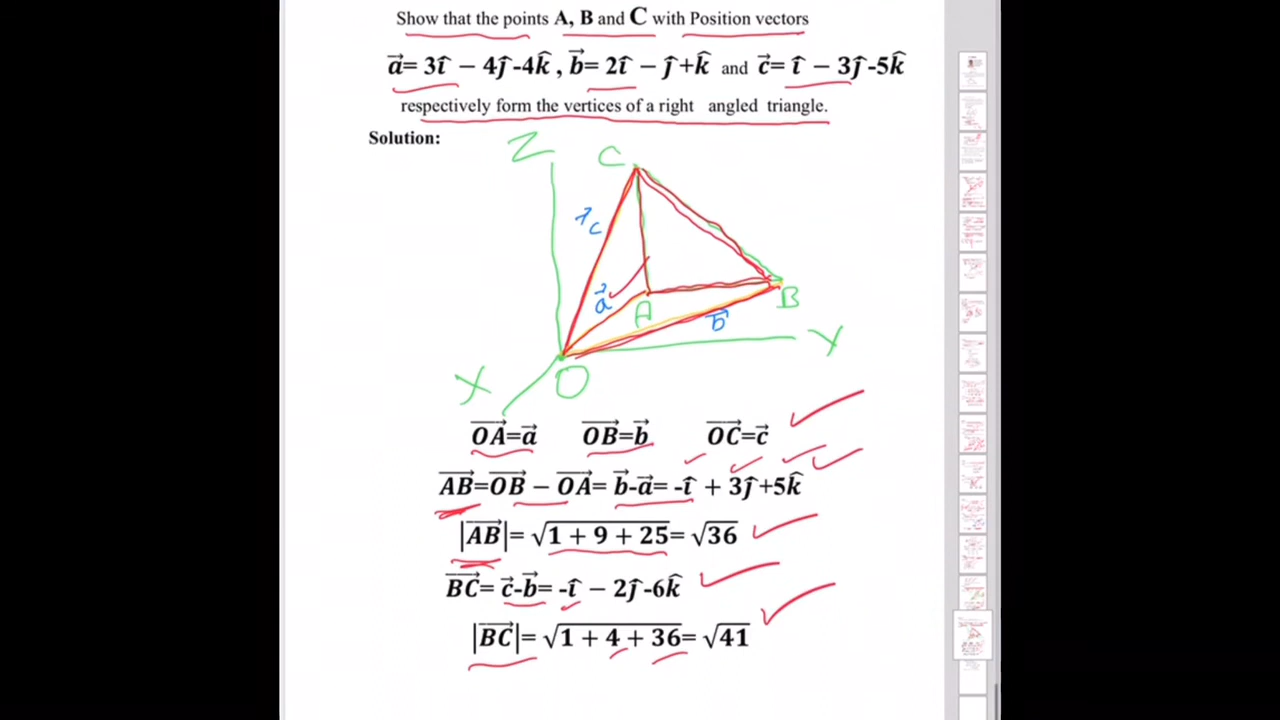 Show that the points A, B and C with Position vectors
a⃗= 3î − 4ĵ-4k̂ , b⃗= 2î − ĵ +k̂ and c⃗= î − 3ĵ-5k̂
respectively form the vertices of a right angled triangle.
Solution:
Z
C
c⃗
a⃗
A
B
b⃗
Y
X
O
OA⃗=a⃗ OB⃗=b⃗ OC⃗=c⃗
AB⃗=OB⃗ − OA⃗= b⃗-a⃗= -î + 3ĵ+5k̂
|AB⃗|= √1 + 9 + 25= √36
BC⃗= c⃗-b⃗= -î − 2ĵ-6k̂
|BC⃗|= √1 + 4 + 36= √41